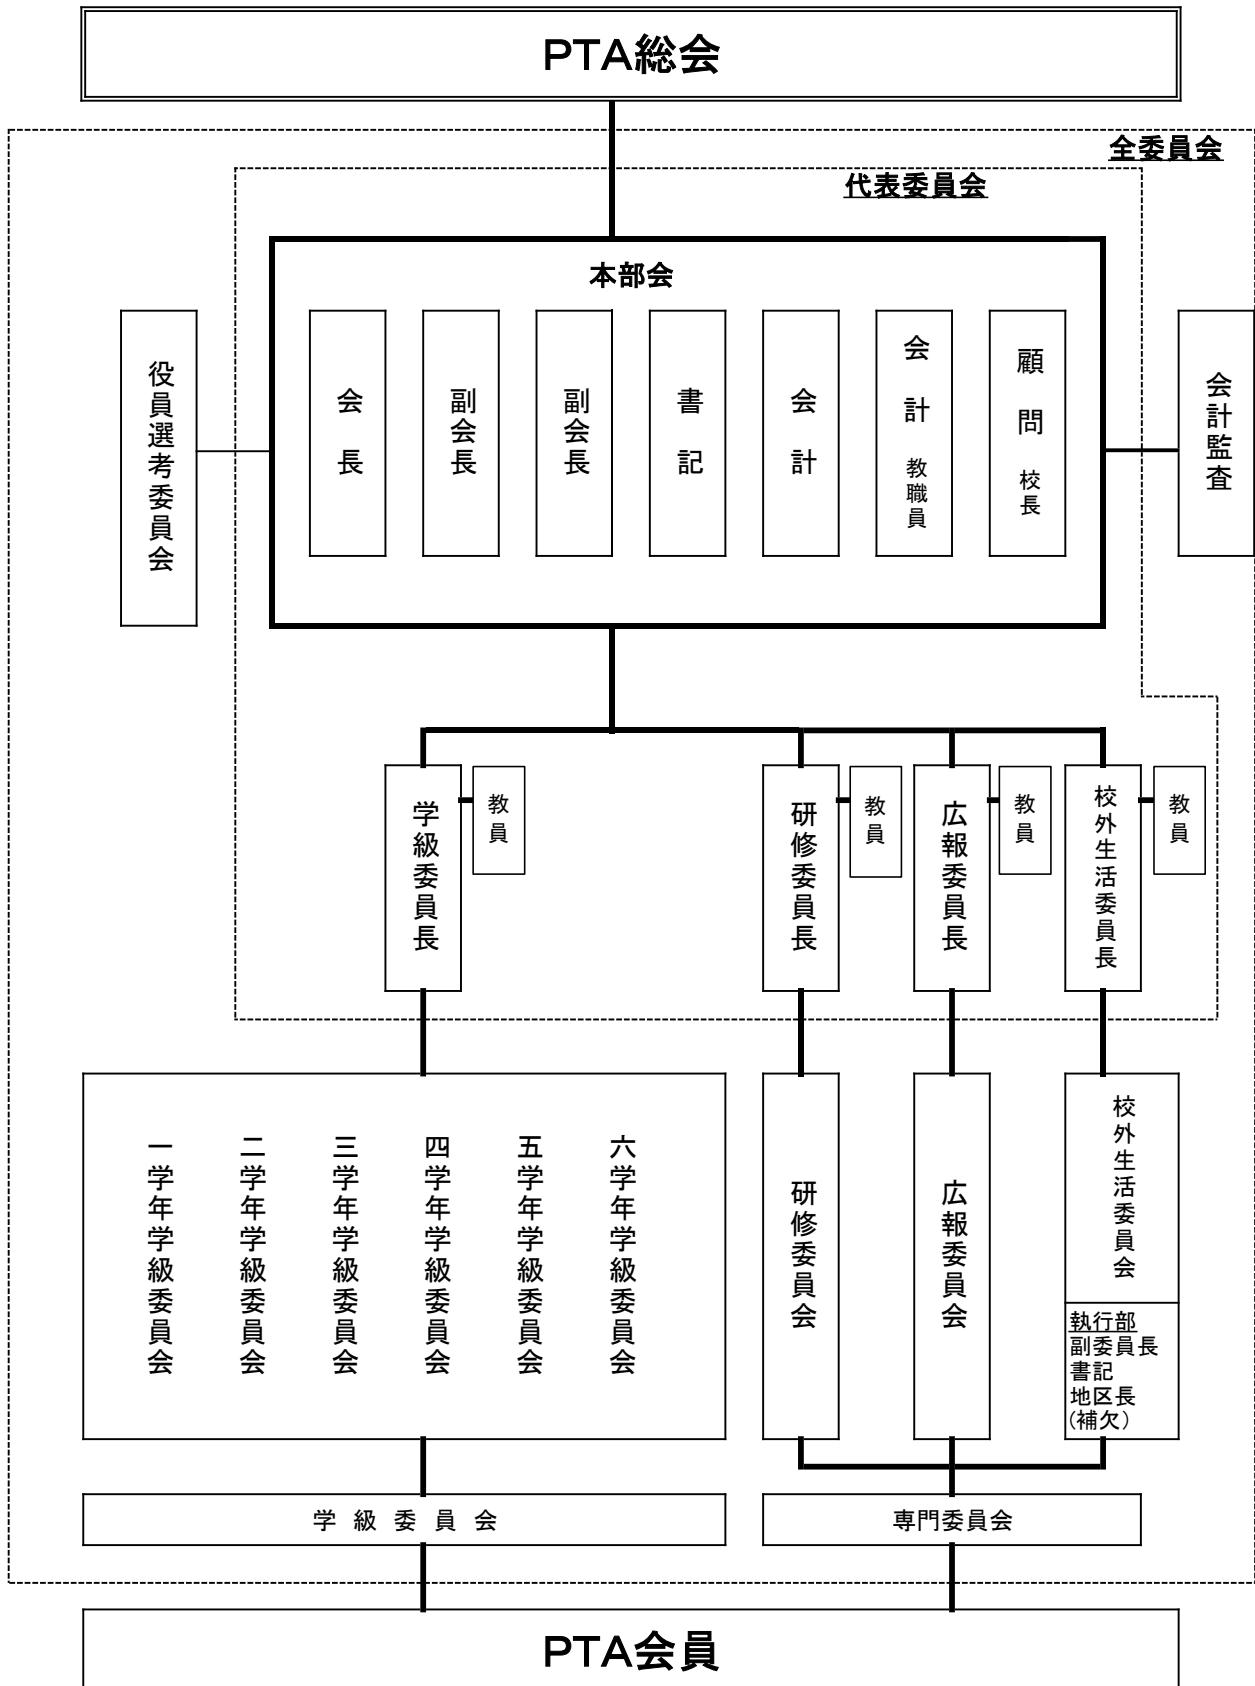 PTA総会
全委員会
代表委員会
本部会
役員選考委員会
会長
副会長
副会長
書記
会計
会計 教職員
顧問 校長
会計監査
学級委員長
教員
研修委員長
教員
広報委員長
教員
校外生活委員長
教員
一学年学級委員会
二学年学級委員会
三学年学級委員会
四学年学級委員会
五学年学級委員会
六学年学級委員会
研修委員会
広報委員会
校外生活委員会
執行部
副委員長
書記
地区長
(補欠)
学級委員会
専門委員会
PTA会員